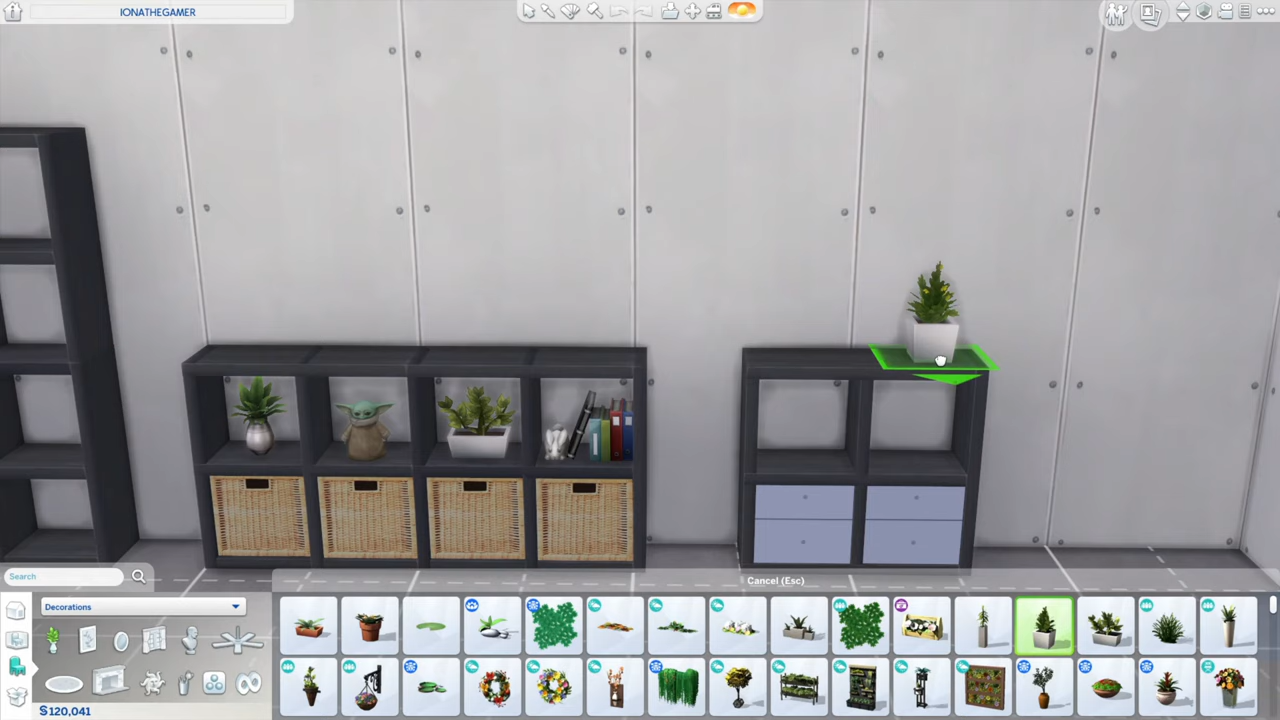 IONATHEGAMER
Cancel (Esc)
Search
Decorations
§120,041